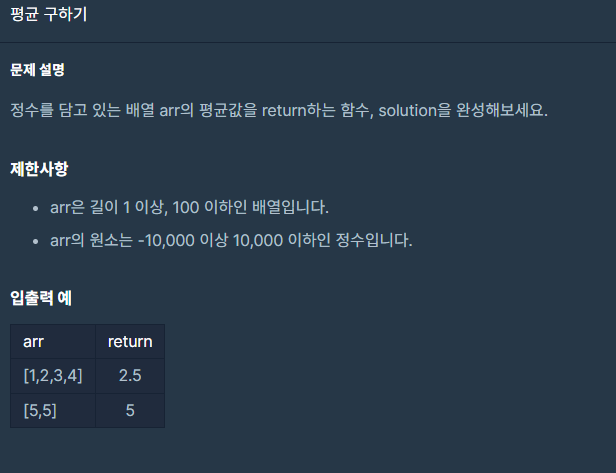 평균 구하기
문제 설명
정수를 담고 있는 배열 arr의 평균값을 return하는 함수, solution을 완성해보세요.
제한사항
• arr은 길이 1 이상, 100 이하인 배열입니다.
• arr의 원소는 -10,000 이상 10,000 이하인 정수입니다.
입출력 예
arr return
[1,2,3,4] 2.5
[5,5] 5